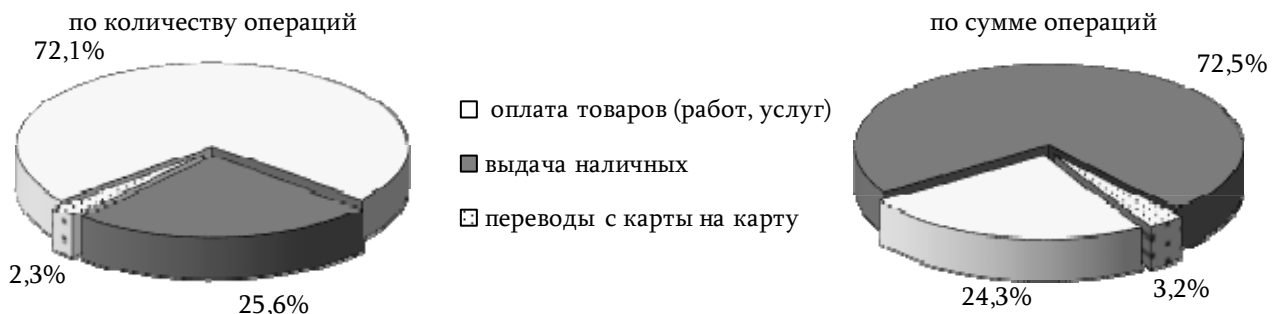 по количеству операций
72,1%
2,3%
25,6%
оплата товаров (работ, услуг)
выдача наличных
переводы с карты на карту
по сумме операций
72,5%
24,3%
3,2%